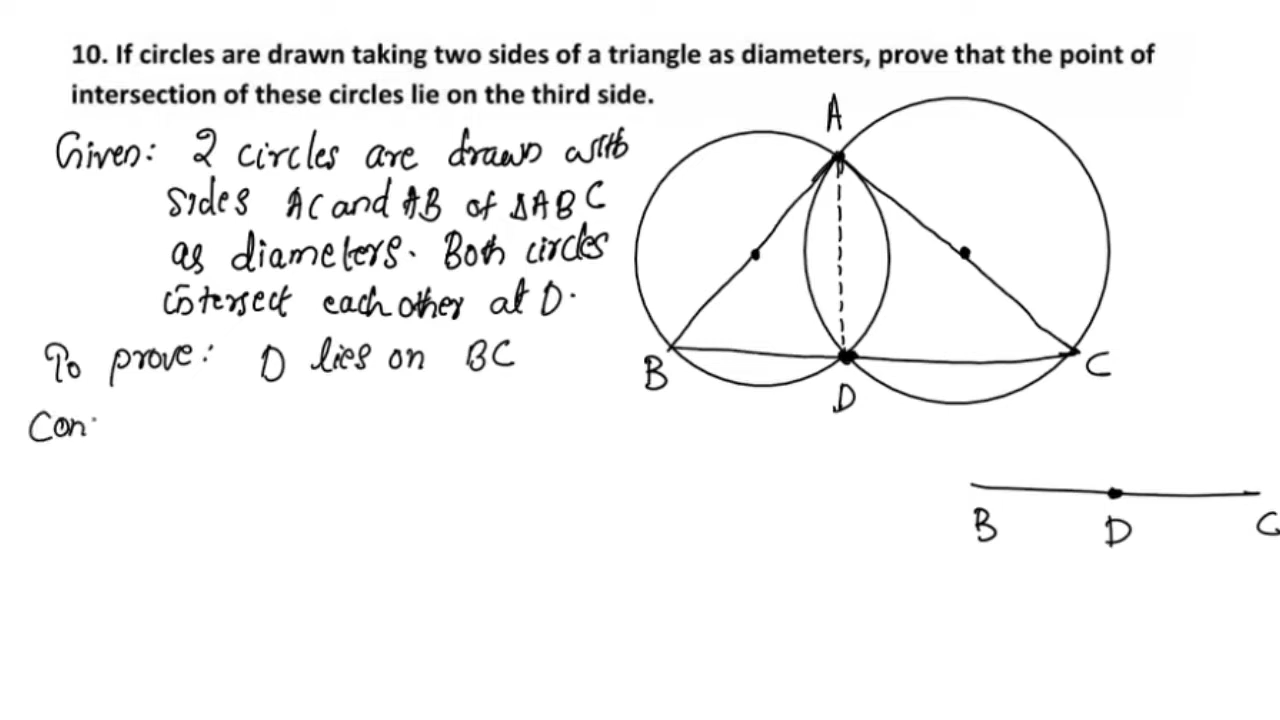 10. If circles are drawn taking two sides of a triangle as diameters, prove that the point of
intersection of these circles lie on the third side.
Given: 2 circles are drawn with
sides AC and AB of ΔABC
as diameters. Both circles
intersect each other at D.
To prove: D lies on BC
Con
A
B
D
C
B
D
C